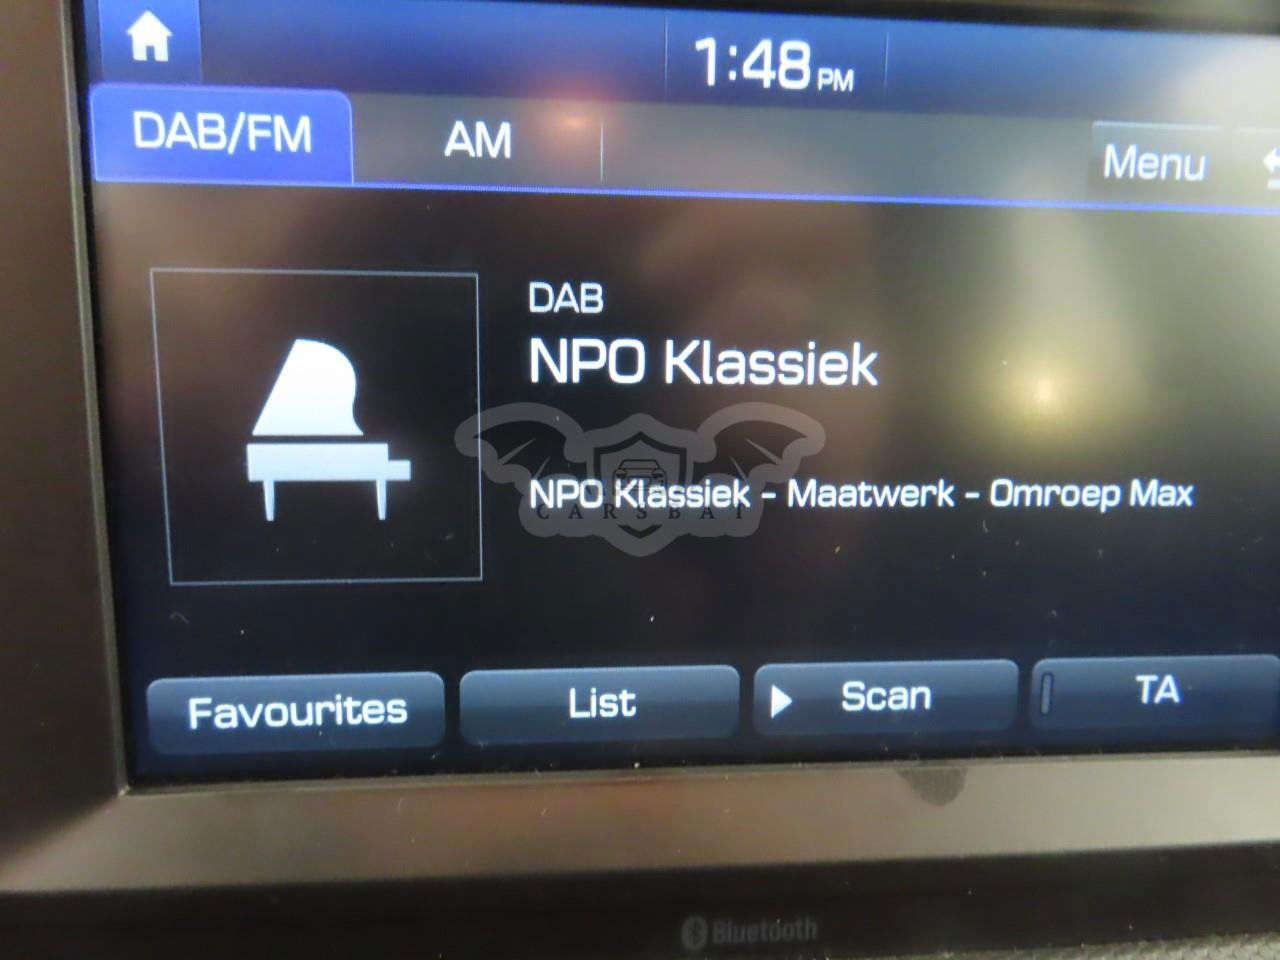 1:48 PM
DAB/FM AM Menu
DAB
NPO Klassiek
NPO Klassiek - Maatwerk - Omroep Max
CARSBAT
Favourites List Scan TA
Bluetooth